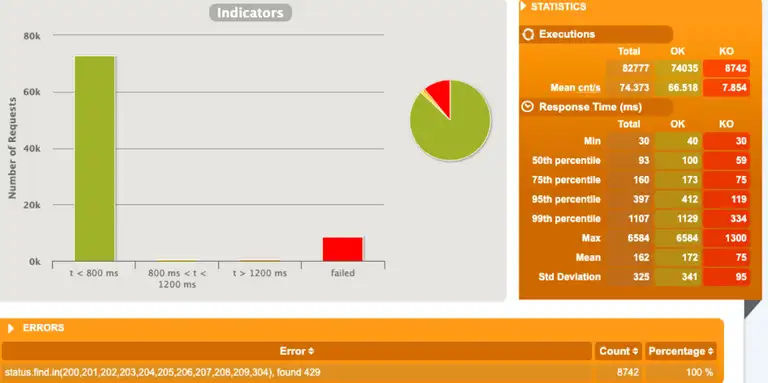 Indicators
80k
60k
40k
20k
0k
Number of Requests
t < 800 ms
800 ms < t <
1200 ms
t > 1200 ms
failed
STATISTICS
Executions
Total OK KO
82777 74035 8742
Mean cnt/s 74.373 66.518 7.854
Response Time (ms)
Total OK KO
Min 30 40 30
50th percentile 93 100 59
75th percentile 160 173 75
95th percentile 397 412 119
99th percentile 1107 1129 334
Max 6584 6584 1300
Mean 162 172 75
Std Deviation 325 341 95
ERRORS
Error Count Percentage
status.find.in(200,201,202,203,204,205,206,207,208,209,304), found 429 8742 100 %